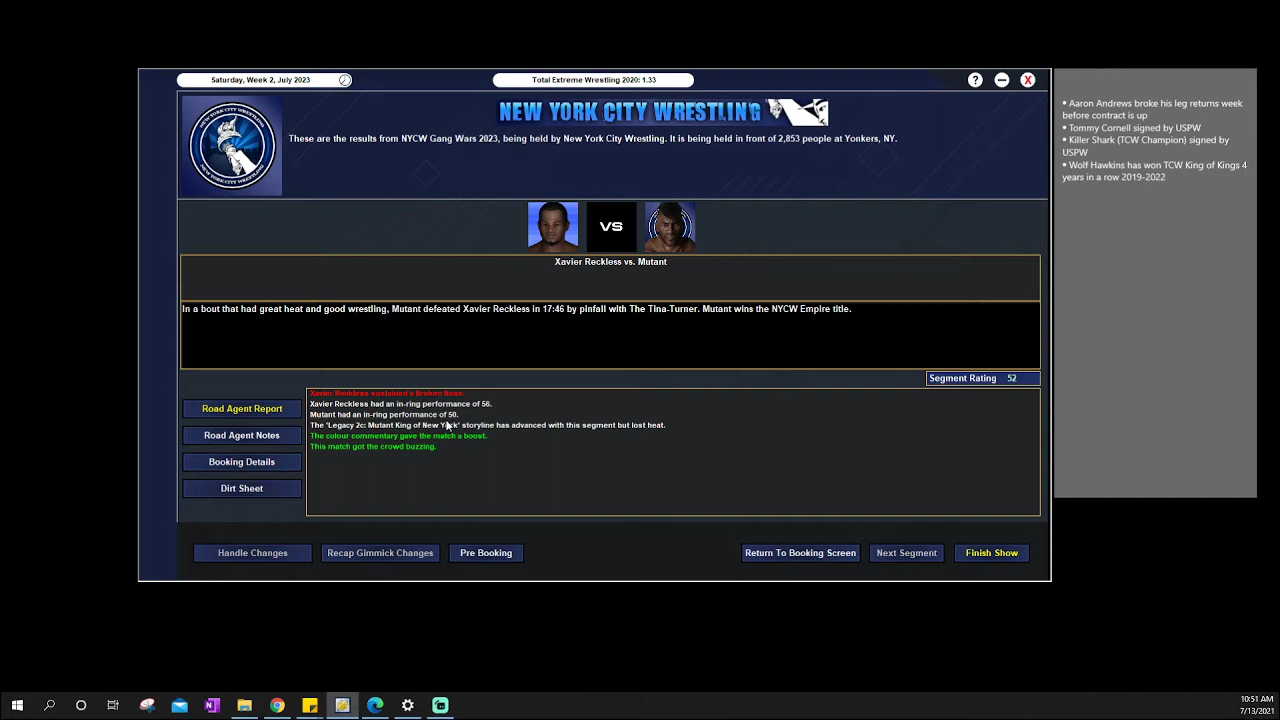 Saturday, Week 2, July 2023
Total Extreme Wrestling 2020: 1.33
? X
NEW YORK CITY WRESTLING
NEW YORK CITY WRESTLING
These are the results from NYCW Gang Wars 2023, being held by New York City Wrestling. It is being held in front of 2,853 people at Yonkers, NY.
VS
Xavier Reckless vs. Mutant
In a bout that had great heat and good wrestling, Mutant defeated Xavier Reckless in 17:46 by pinfall with The Tina-Turner. Mutant wins the NYCW Empire title.
Segment Rating 52
Road Agent Report
Road Agent Notes
Booking Details
Dirt Sheet
Xavier Reckless sustained a Broken Nose.
Xavier Reckless had an in-ring performance of 56.
Mutant had an in-ring performance of 50.
The 'Legacy 2c: Mutant King of New York' storyline has advanced with this segment but lost heat.
The colour commentary gave the match a boost.
This match got the crowd buzzing.
Handle Changes
Recap Gimmick Changes
Pre Booking
Return To Booking Screen
Next Segment
Finish Show
• Aaron Andrews broke his leg returns week
before contract is up
• Tommy Cornell signed by USPW
• Killer Shark (TCW Champion) signed by
USPW
• Wolf Hawkins has won TCW King of Kings 4
years in a row 2019-2022
10:51 AM
7/13/2021